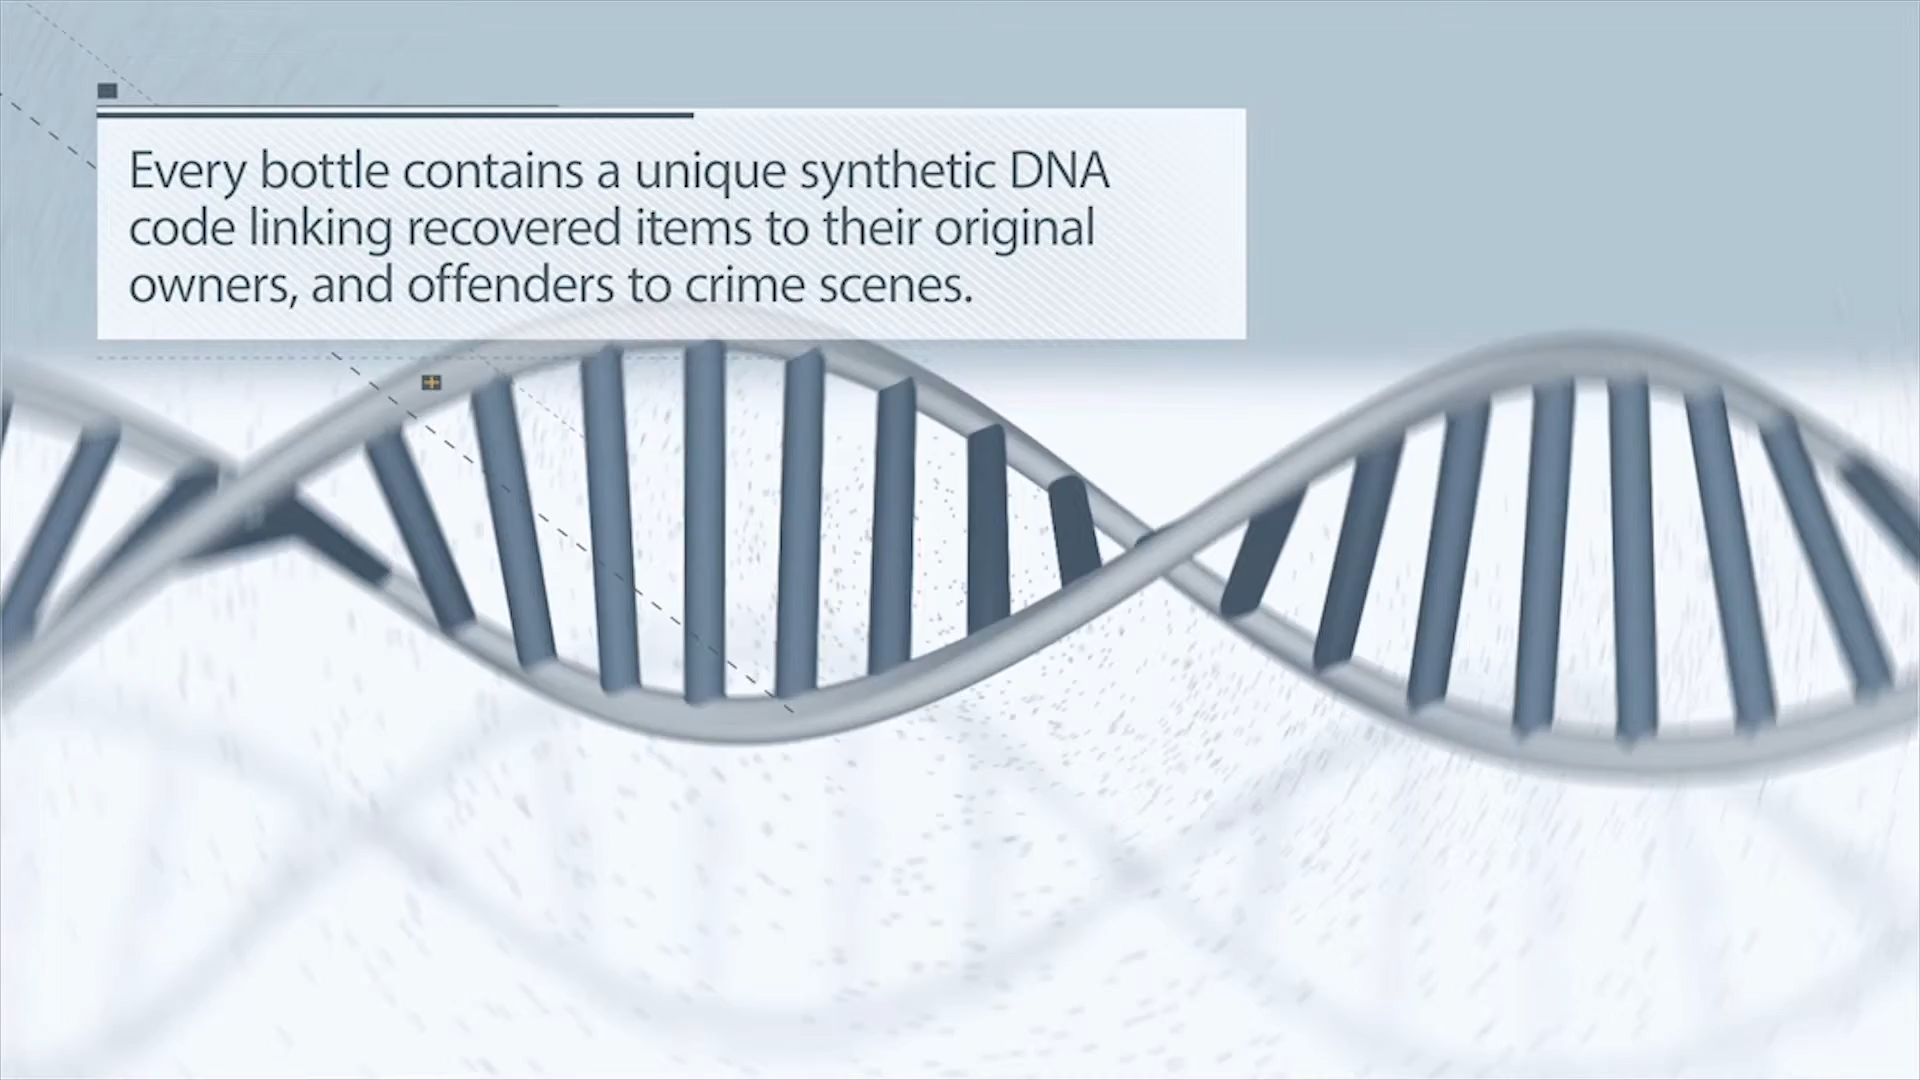 Every bottle contains a unique synthetic DNA
code linking recovered items to their original
owners, and offenders to crime scenes.